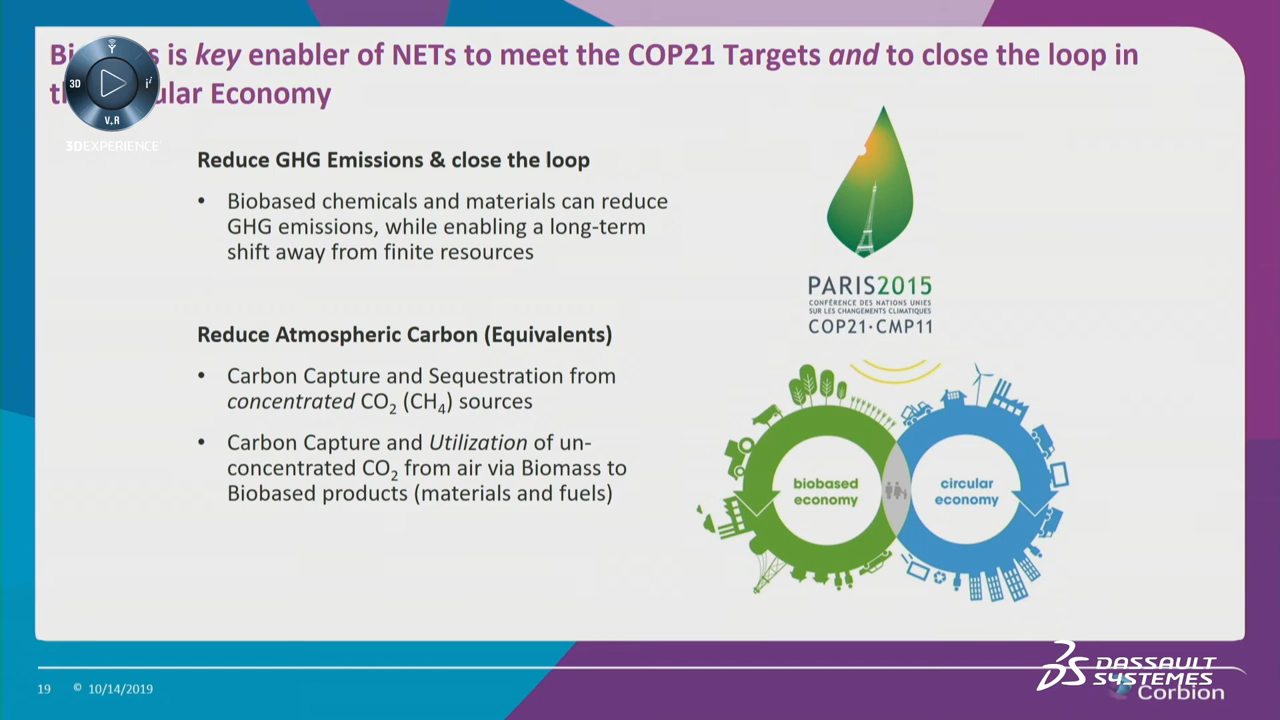 is key enabler of NETs to meet the COP21 Targets and to close the loop in
Economy
3D
i²
V,R
3DEXPERIENCE
Reduce GHG Emissions & close the loop
• Biobased chemicals and materials can reduce
GHG emissions, while enabling a long-term
shift away from finite resources
Reduce Atmospheric Carbon (Equivalents)
• Carbon Capture and Sequestration from
concentrated CO₂ (CH₄) sources
• Carbon Capture and Utilization of un-
concentrated CO₂ from air via Biomass to
Biobased products (materials and fuels)
PARIS2015
CONFÉRENCE DES NATIONS UNIES
SUR LES CHANGEMENTS CLIMATIQUES
COP21·CMP11
biobased
economy
circular
economy
19 © 10/14/2019
DASSAULT
SYSTEMES
Corbion